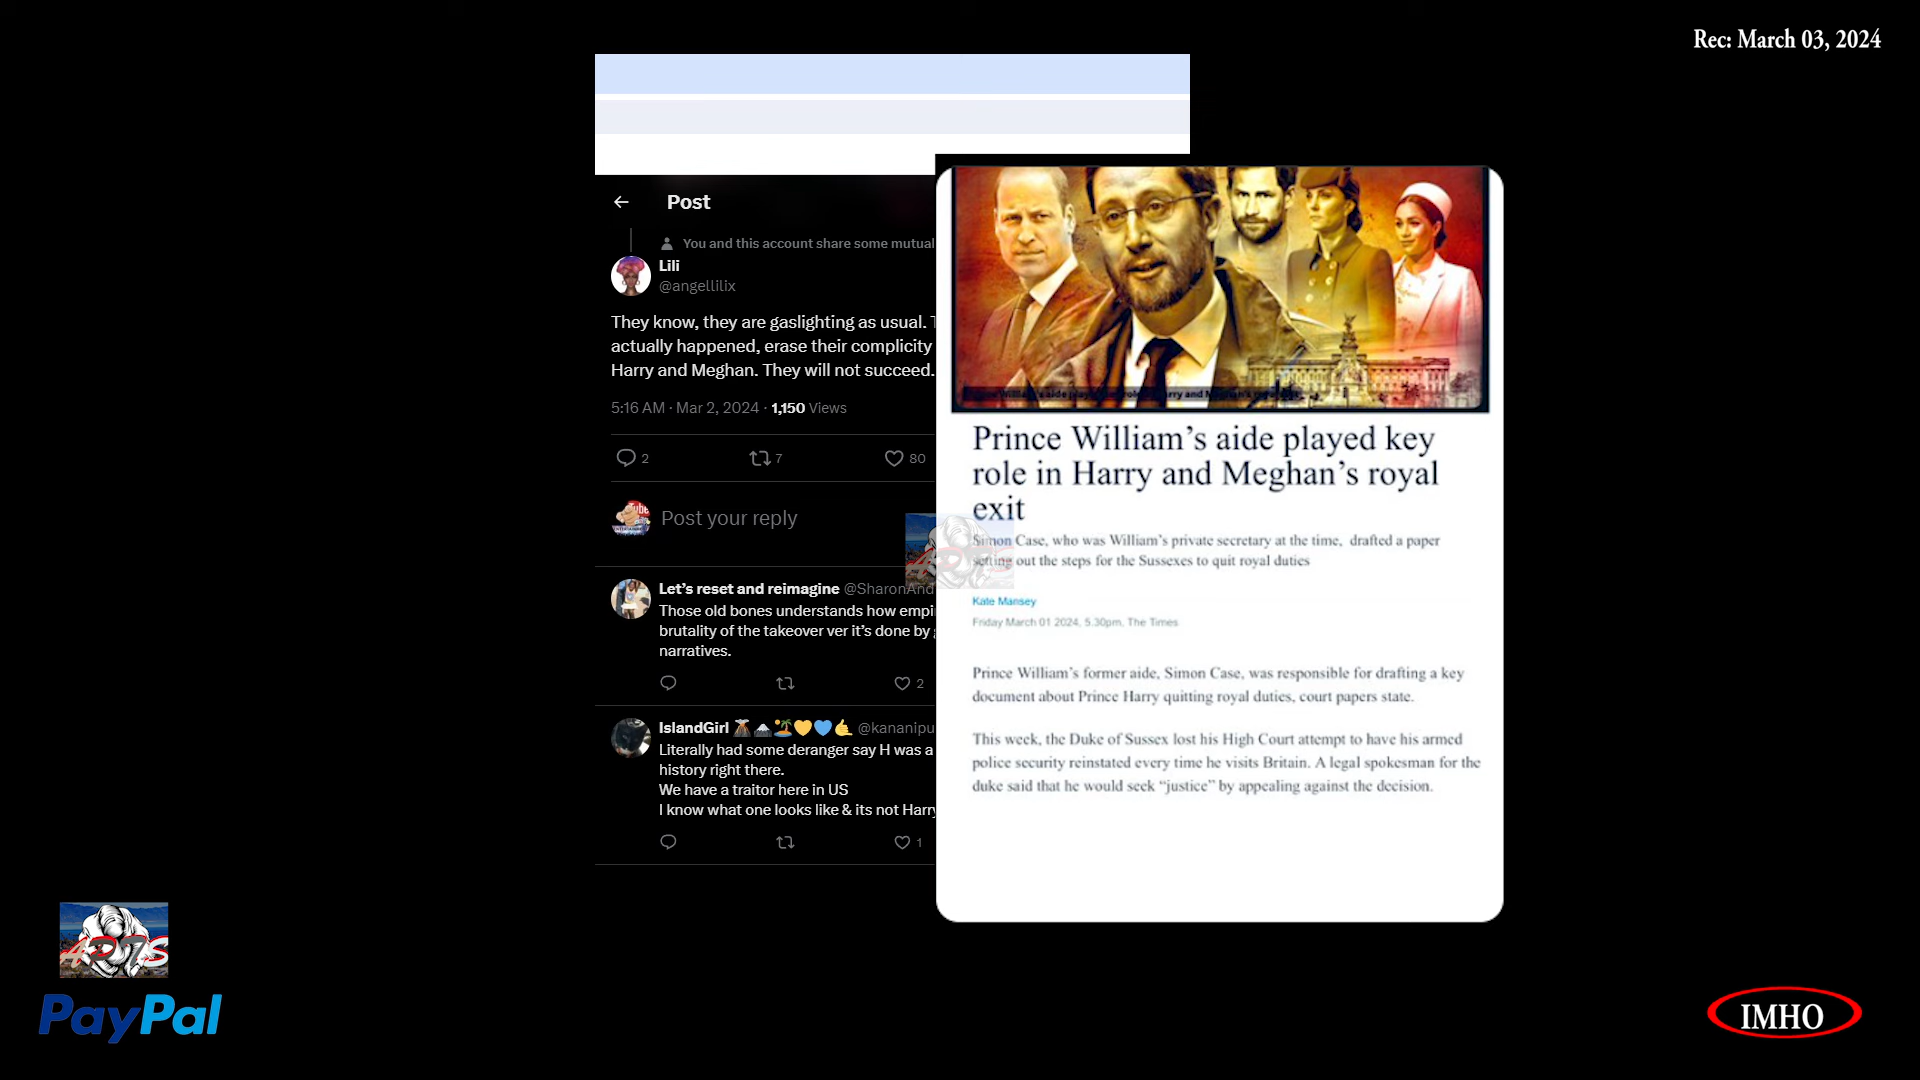 Rec: March 03, 2024
Post
You and this account share some mutual
Lili
@angellilix
They know, they are gaslighting as usual.
actually happened, erase their complicity
Harry and Meghan. They will not succeed.
5:16 AM · Mar 2, 2024 · 1,150 Views
2 7 80
Post your reply
Let's reset and reimagine @SharonAnd
Those old bones understands how empi
brutality of the takeover ver it's done by
narratives.
2
IslandGirl 🌋🗻🏝️💛💙🤙 @kananipu
Literally had some deranger say H was a
history right there.
We have a traitor here in US
I know what one looks like & its not Harry
1
Prince William's aide played key
role in Harry and Meghan's royal
exit
Simon Case, who was William's private secretary at the time, drafted a paper
setting out the steps for the Sussexes to quit royal duties
Kate Mansey
Friday March 01 2024, 5.30pm, The Times
Prince William's former aide, Simon Case, was responsible for drafting a key
document about Prince Harry quitting royal duties, court papers state.
This week, the Duke of Sussex lost his High Court attempt to have his armed
police security reinstated every time he visits Britain. A legal spokesman for the
duke said that he would seek “justice” by appealing against the decision.
PayPal
IMHO